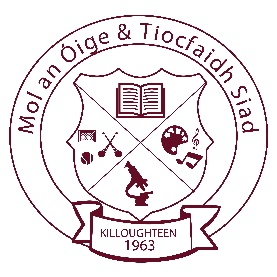 Mol an Óige & Tiocfaidh Siad
KILLOUGHTEEN
1963